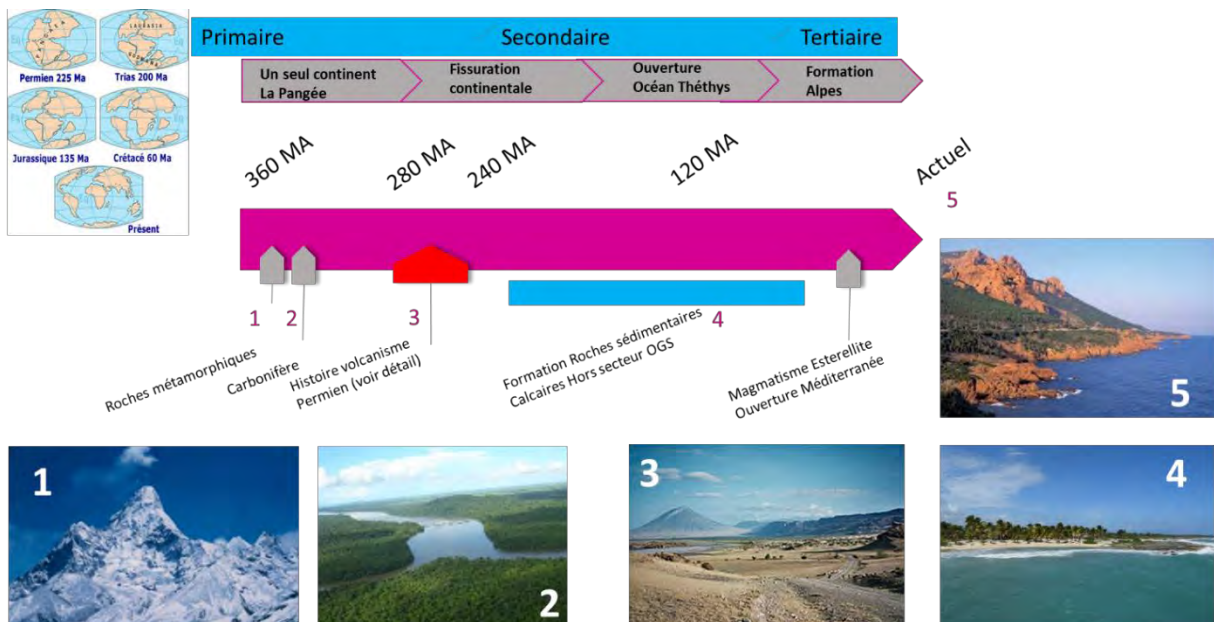 Permien 225 Ma
Trias 200 Ma
Jurassique 135 Ma
Crétacé 60 Ma
Présent
Primaire
Secondaire
Tertiaire
Un seul continent
La Pangée
Fissuration
continentale
Ouverture
Océan Théthys
Formation
Alpes
360 MA
280 MA
240 MA
120 MA
Actuel
5
1
2
3
4
Roches métamorphiques
Carbonifère
Histoire volcanisme
Permien (voir détail)
Formation Roches sédimentaires
Calcaires Hors secteur OGS
Magmatisme Esterellite
Ouverture Méditerranée
5
1
2
3
4